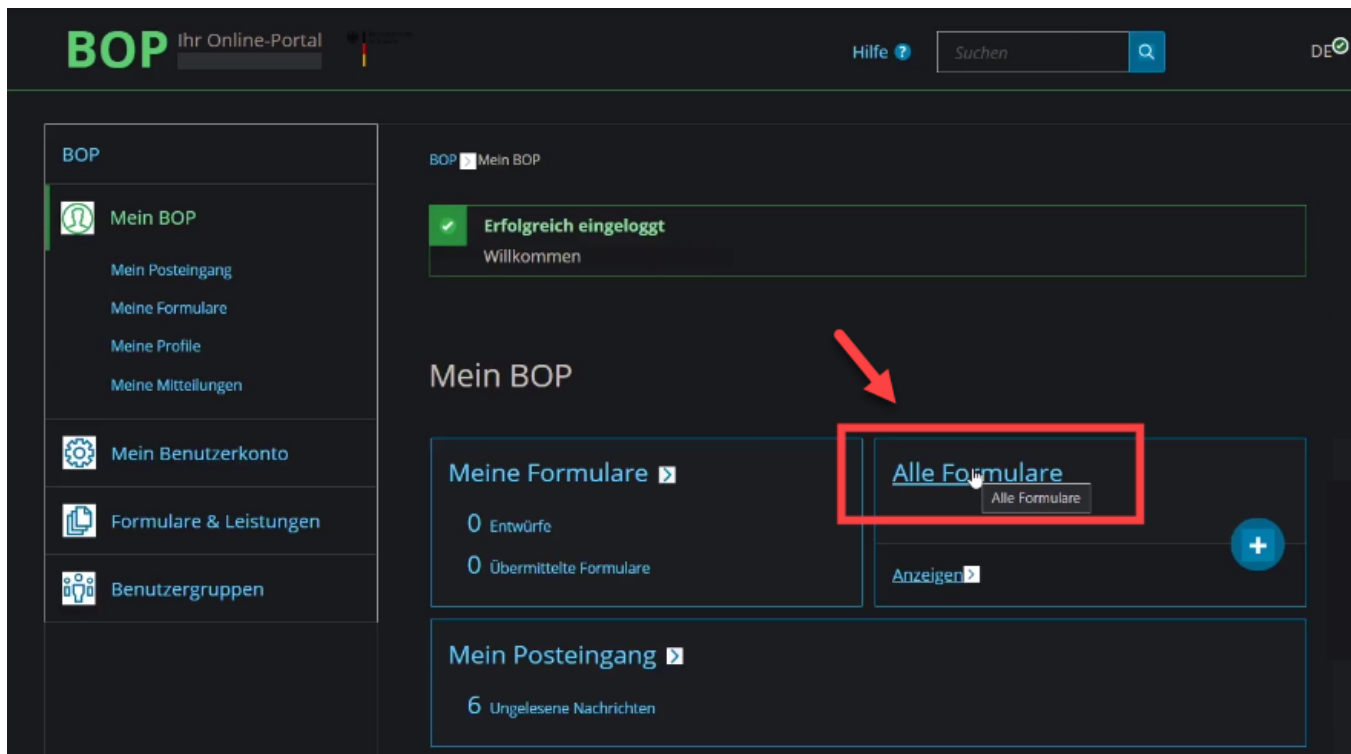 BOP Ihr Online-Portal
Hilfe ?
Suchen
DE
BOP
Mein BOP
Mein Posteingang
Meine Formulare
Meine Profile
Meine Mitteilungen
Mein Benutzerkonto
Formulare & Leistungen
Benutzergruppen
BOP > Mein BOP
Erfolgreich eingeloggt
Willkommen
Mein BOP
Meine Formulare
0 Entwürfe
0 Übermittelte Formulare
Alle Formulare
Alle Formulare
Anzeigen
Mein Posteingang
6 Ungelesene Nachrichten